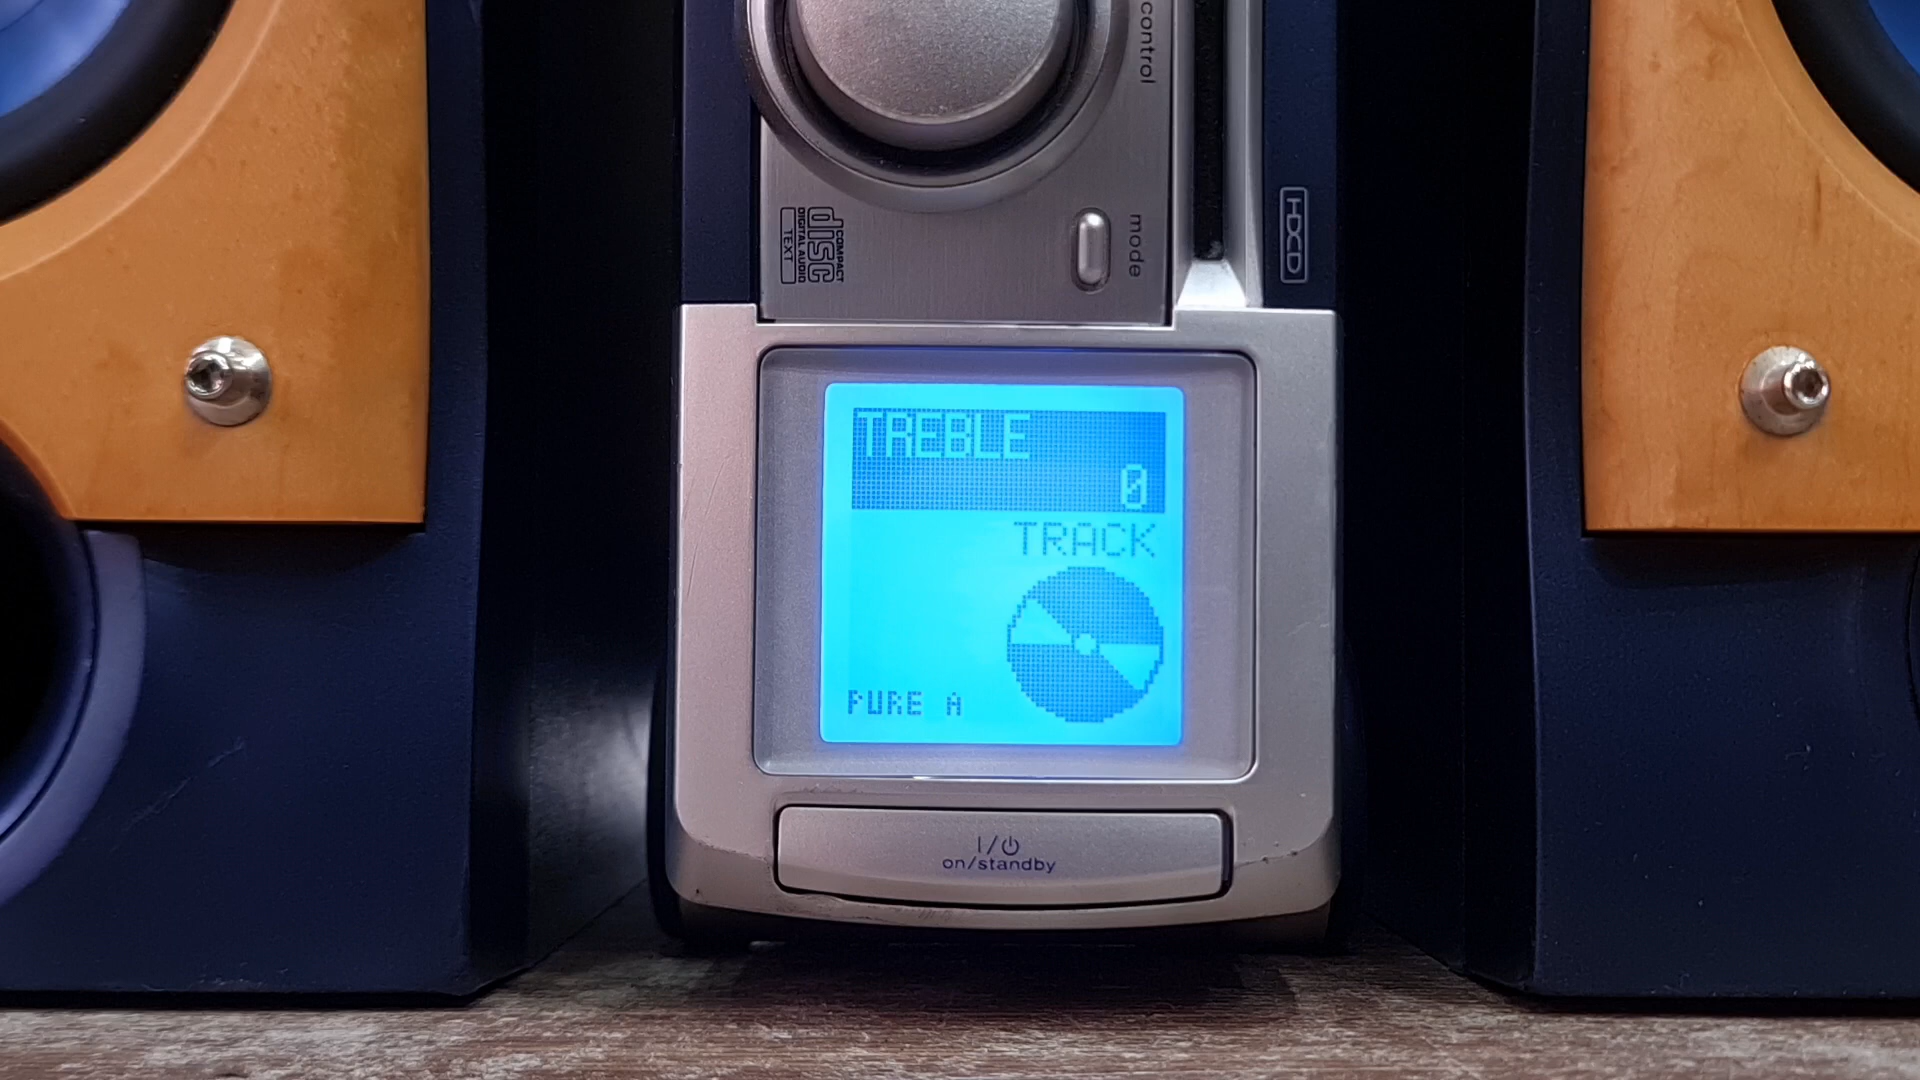 control
mode
COMPACT
disc
DIGITAL AUDIO
TEXT
HDCD
TREBLE
0
TRACK
PURE A
I/⏻
on/standby